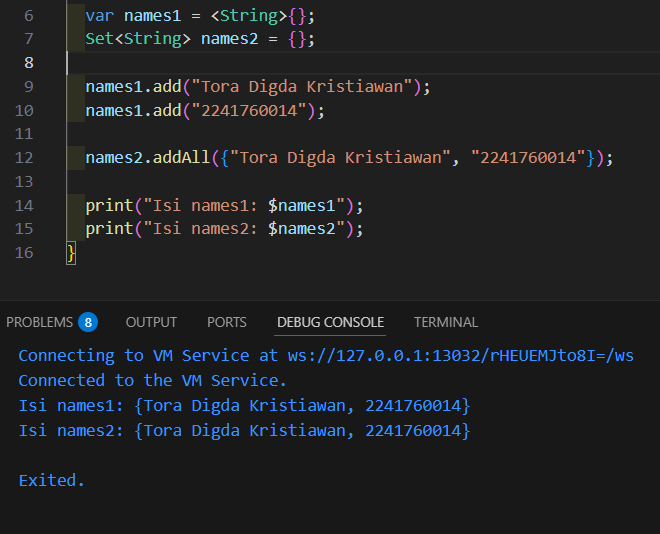 6 var names1 = <String>{};
7 Set<String> names2 = {};
8
9 names1.add("Tora Digda Kristiawan");
10 names1.add("2241760014");
11
12 names2.addAll({"Tora Digda Kristiawan", "2241760014"});
13
14 print("Isi names1: $names1");
15 print("Isi names2: $names2");
16 }
PROBLEMS 8 OUTPUT PORTS DEBUG CONSOLE TERMINAL
Connecting to VM Service at ws://127.0.0.1:13032/rHEUEMJto8I=/ws
Connected to the VM Service.
Isi names1: {Tora Digda Kristiawan, 2241760014}
Isi names2: {Tora Digda Kristiawan, 2241760014}
Exited.